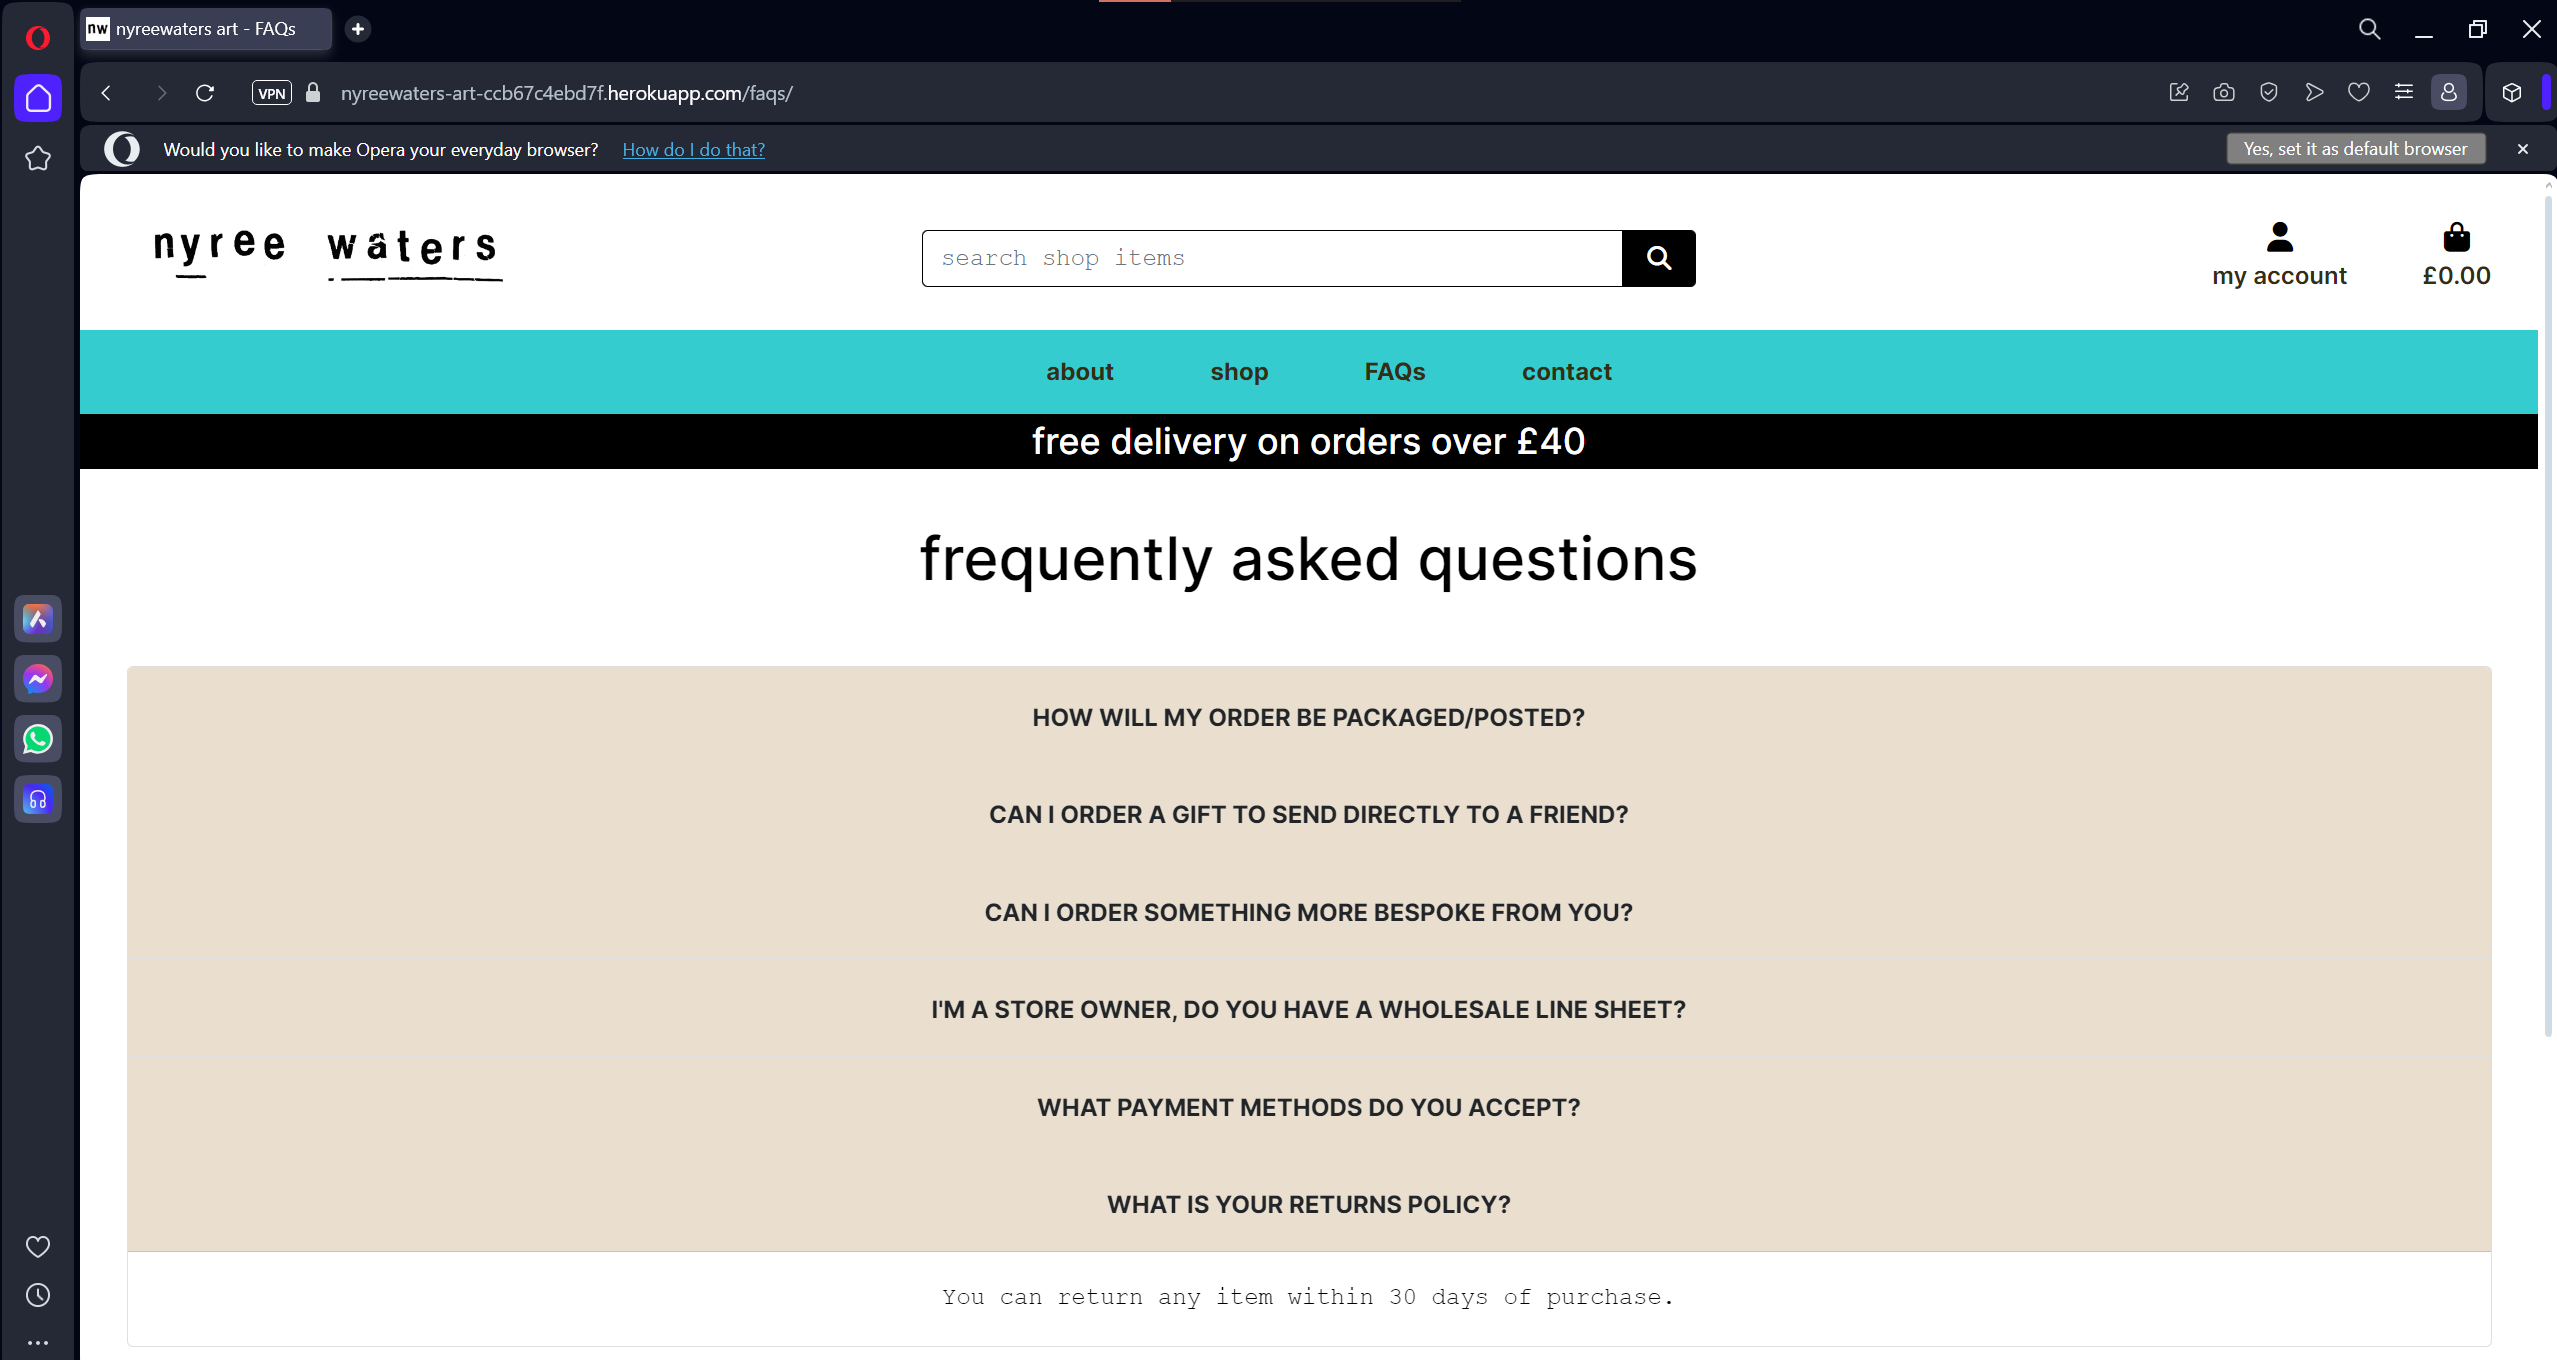 nw nyreewaters art - FAQs
VPN nyreewaters-art-ccb67c4ebd7f.herokuapp.com/faqs/
Would you like to make Opera your everyday browser? How do I do that? Yes, set it as default browser
nyree waters
search shop items
my account
£0.00
about shop FAQs contact
free delivery on orders over £40
frequently asked questions
HOW WILL MY ORDER BE PACKAGED/POSTED?
CAN I ORDER A GIFT TO SEND DIRECTLY TO A FRIEND?
CAN I ORDER SOMETHING MORE BESPOKE FROM YOU?
I'M A STORE OWNER, DO YOU HAVE A WHOLESALE LINE SHEET?
WHAT PAYMENT METHODS DO YOU ACCEPT?
WHAT IS YOUR RETURNS POLICY?
You can return any item within 30 days of purchase.